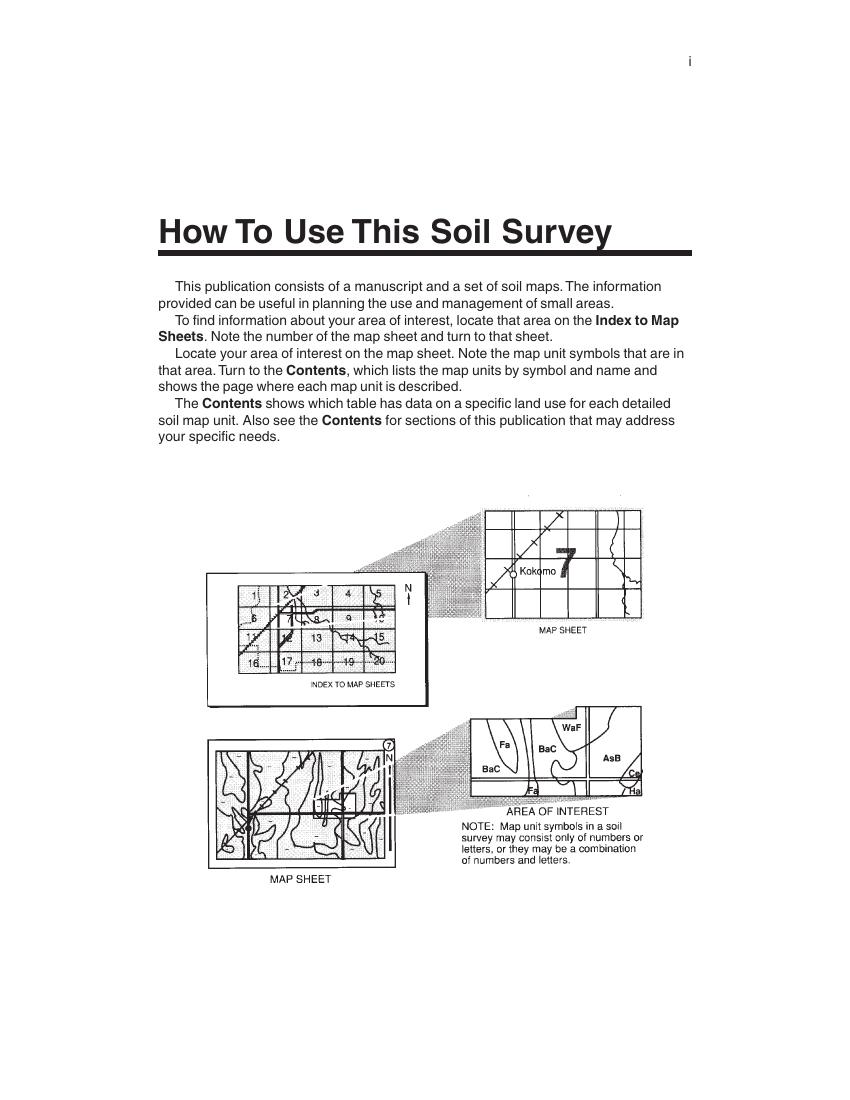 i
How To Use This Soil Survey
This publication consists of a manuscript and a set of soil maps. The information
provided can be useful in planning the use and management of small areas.
To find information about your area of interest, locate that area on the Index to Map
Sheets. Note the number of the map sheet and turn to that sheet.
Locate your area of interest on the map sheet. Note the map unit symbols that are in
that area. Turn to the Contents, which lists the map units by symbol and name and
shows the page where each map unit is described.
The Contents shows which table has data on a specific land use for each detailed
soil map unit. Also see the Contents for sections of this publication that may address
your specific needs.
Kokomo 7
MAP SHEET
N
1 2 3 4 5
6 7 8 9
11 12 13 14 15
16 17 18 19 20
INDEX TO MAP SHEETS
7
N
MAP SHEET
WaF
Fa BaC
AsB
BaC
Ce
Fa Ha
AREA OF INTEREST
NOTE: Map unit symbols in a soil
survey may consist only of numbers or
letters, or they may be a combination
of numbers and letters.